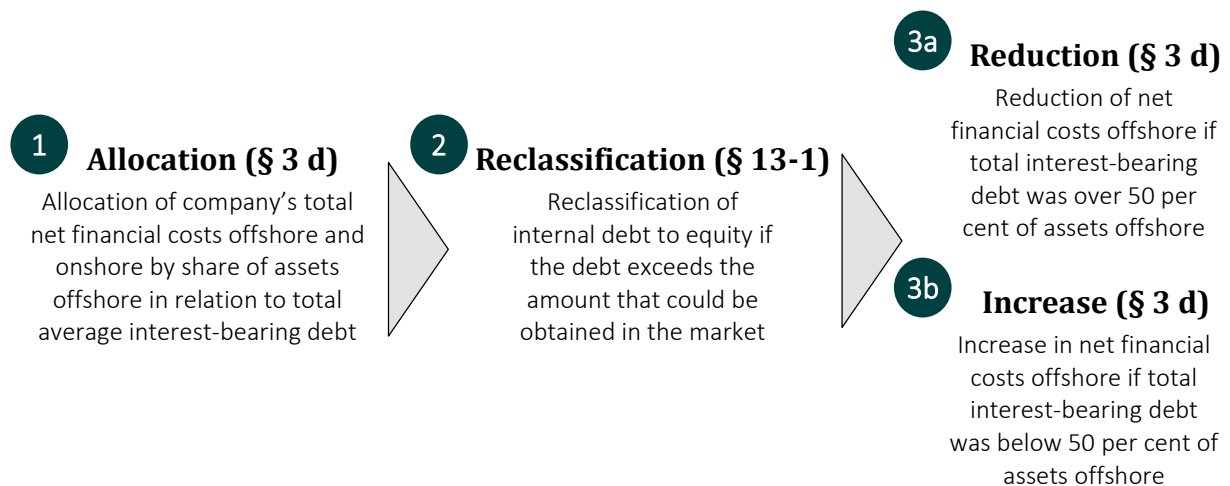 1
Allocation (§ 3 d)
Allocation of company’s total
net financial costs offshore and
onshore by share of assets
offshore in relation to total
average interest-bearing debt
2
Reclassification (§ 13-1)
Reclassification of
internal debt to equity if
the debt exceeds the
amount that could be
obtained in the market
3a
Reduction (§ 3 d)
Reduction of net
financial costs offshore if
total interest-bearing
debt was over 50 per
cent of assets offshore
3b
Increase (§ 3 d)
Increase in net financial
costs offshore if total
interest-bearing debt
was below 50 per cent of
assets offshore